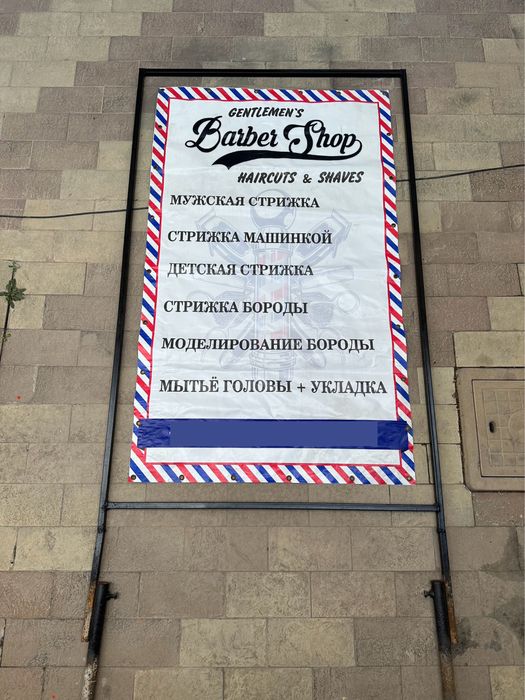 GENTLEMEN'S
Barber Shop
HAIRCUTS & SHAVES
МУЖСКАЯ СТРИЖКА
СТРИЖКА МАШИНКОЙ
ДЕТСКАЯ СТРИЖКА
СТРИЖКА БОРОДЫ
МОДЕЛИРОВАНИЕ БОРОДЫ
МЫТЬЁ ГОЛОВЫ + УКЛАДКА